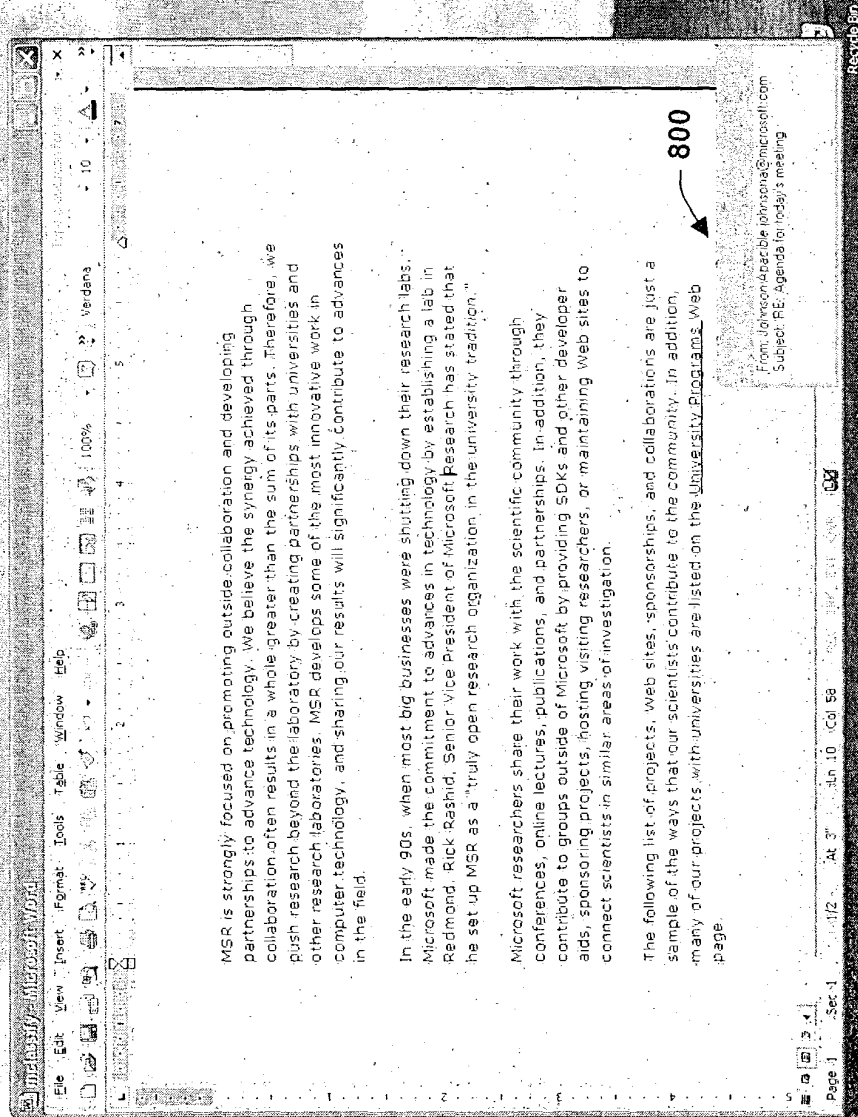 mclassify - Microsoft Word
File Edit View Insert Format Tools Table Window Help
100% Verdana 10
MSR is strongly focused on promoting outside collaboration and developing
partnerships to advance technology. We believe the synergy achieved through
collaboration often results in a whole greater than the sum of its parts. Therefore, we
push research beyond the laboratory by creating partnerships with universities and
other research laboratories. MSR develops some of the most innovative work in
computer technology, and sharing our results will significantly contribute to advances
in the field.
In the early 90s, when most big businesses were shutting down their research labs,
Microsoft made the commitment to advances in technology by establishing a lab in
Redmond. Rick Rashid, Senior Vice President of Microsoft Research has stated that
he set up MSR as a "truly open research organization in the university tradition."
Microsoft researchers share their work with the scientific community through
conferences, online lectures, publications, and partnerships. In addition, they
contribute to groups outside of Microsoft by providing SDKs and other developer
aids, sponsoring projects, hosting visiting researchers, or maintaining Web sites to
connect scientists in similar areas of investigation.
The following list of projects, Web sites, sponsorships, and collaborations are just a
sample of the ways that our scientists contribute to the community. In addition,
many of our projects with universities are listed on the University Programs Web
page.
800
From: Johnson Apacible johnsona@microsoft.com
Subject: RE: Agenda for today's meeting
Page 1 Sec 1 1/2 At 3" Ln 10 Col 58
Recycle Bin